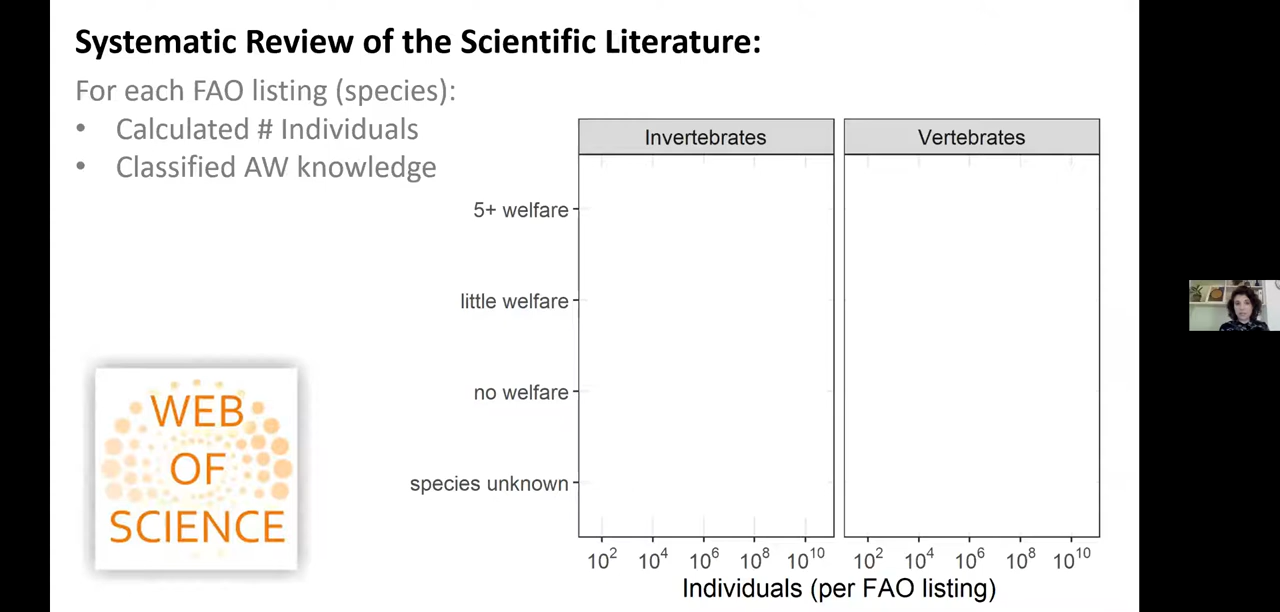 Systematic Review of the Scientific Literature:
For each FAO listing (species):
• Calculated # Individuals
• Classified AW knowledge
Invertebrates
Vertebrates
5+ welfare
little welfare
no welfare
species unknown
10² 10⁴ 10⁶ 10⁸ 10¹⁰
10² 10⁴ 10⁶ 10⁸ 10¹⁰
Individuals (per FAO listing)
WEB
OF
SCIENCE